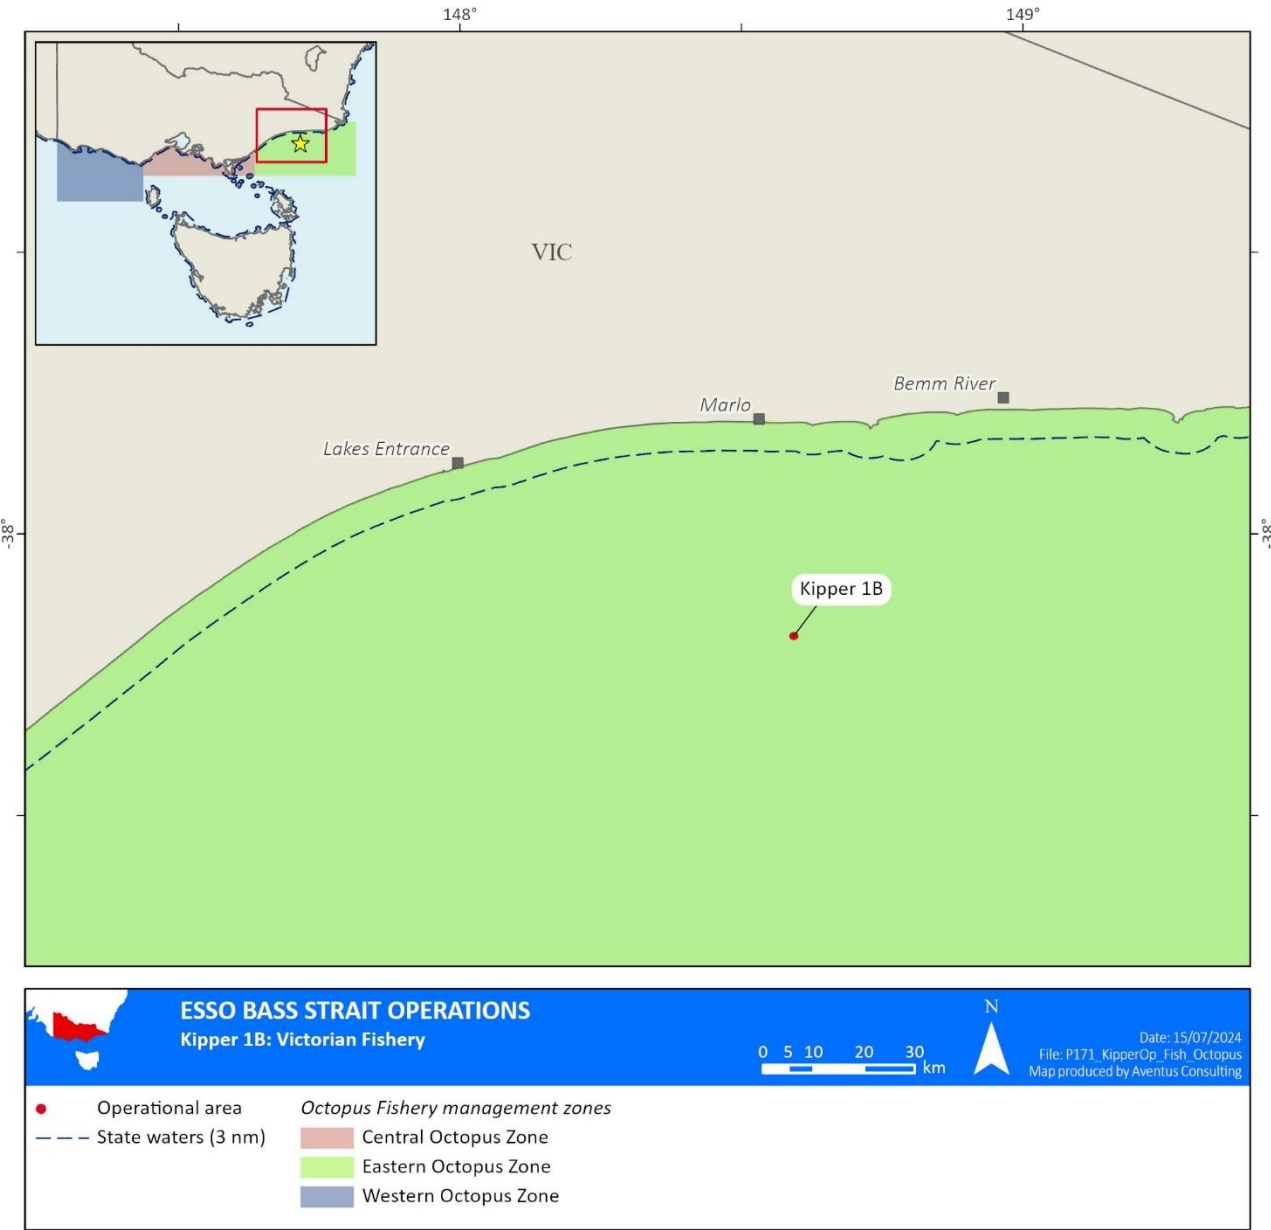 148°
149°
VIC
Bemm River
Marlo
Lakes Entrance
-38°
-38°
Kipper 1B
ESSO BASS STRAIT OPERATIONS
Kipper 1B: Victorian Fishery
0 5 10 20 30
km
N
Date: 15/07/2024
File: P171_KipperOp_Fish_Octopus
Map produced by Aventus Consulting
Operational area
State waters (3 nm)
Octopus Fishery management zones
Central Octopus Zone
Eastern Octopus Zone
Western Octopus Zone